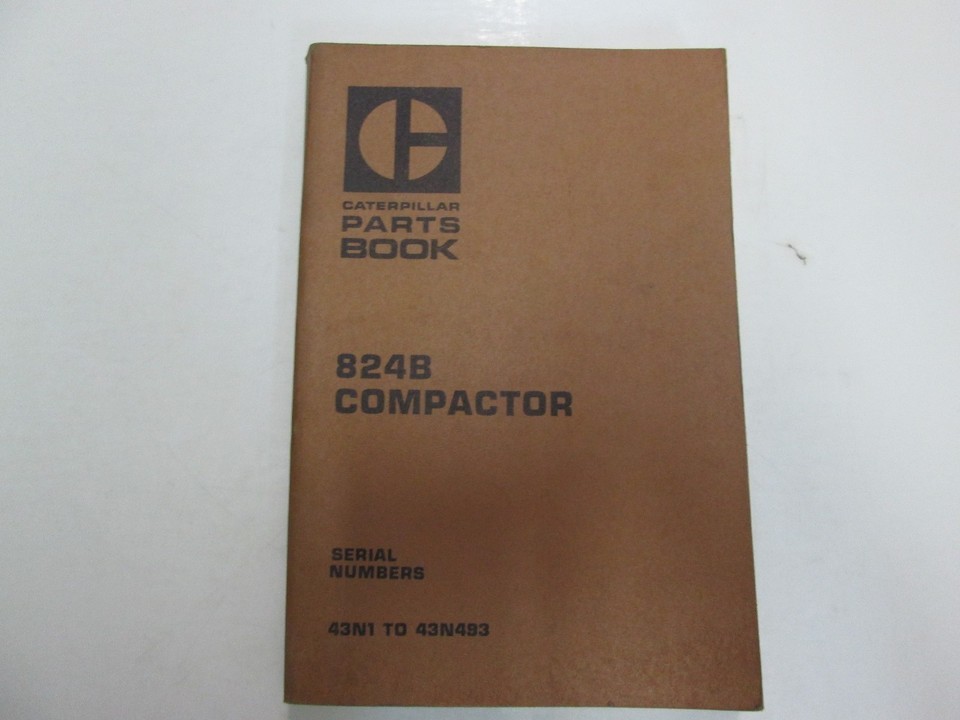 CATERPILLAR
PARTS
BOOK
824B
COMPACTOR
SERIAL
NUMBERS
43N1 TO 43N493